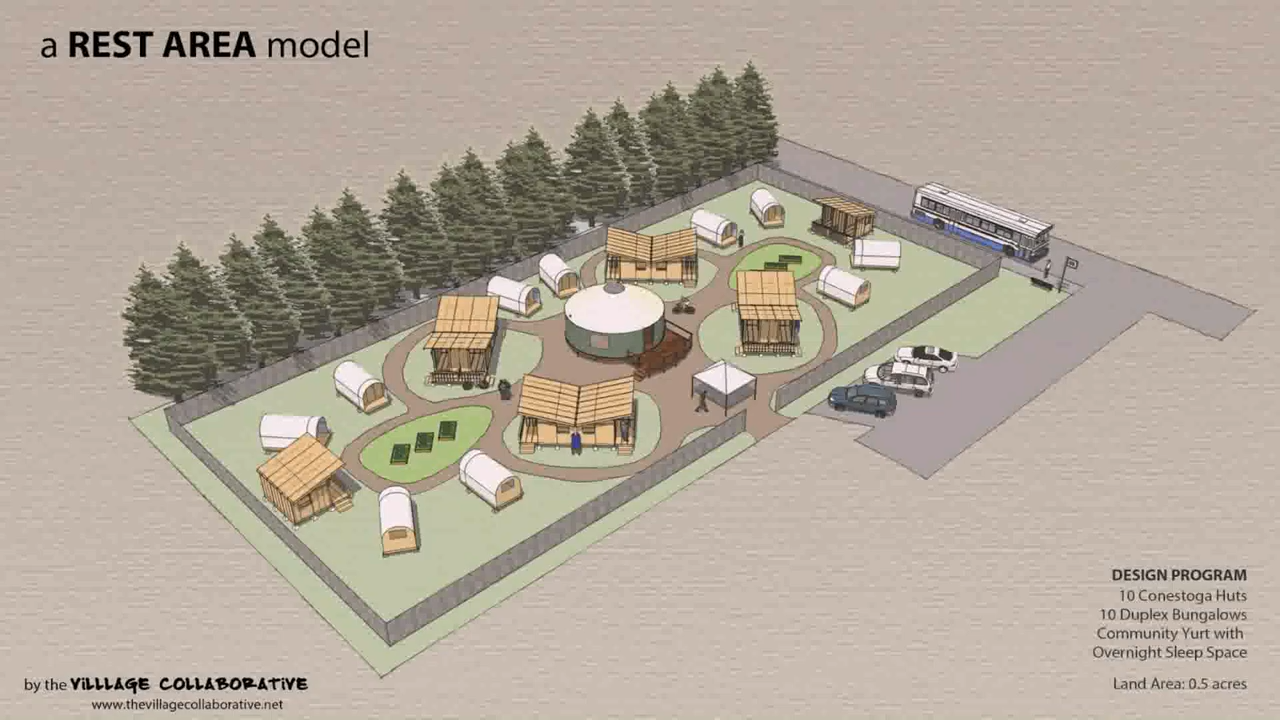 a REST AREA model
DESIGN PROGRAM
10 Conestoga Huts
10 Duplex Bungalows
Community Yurt with
Overnight Sleep Space
Land Area: 0.5 acres
by the ViLLLAGE COLLABORATiVE
www.thevillagecollaborative.net